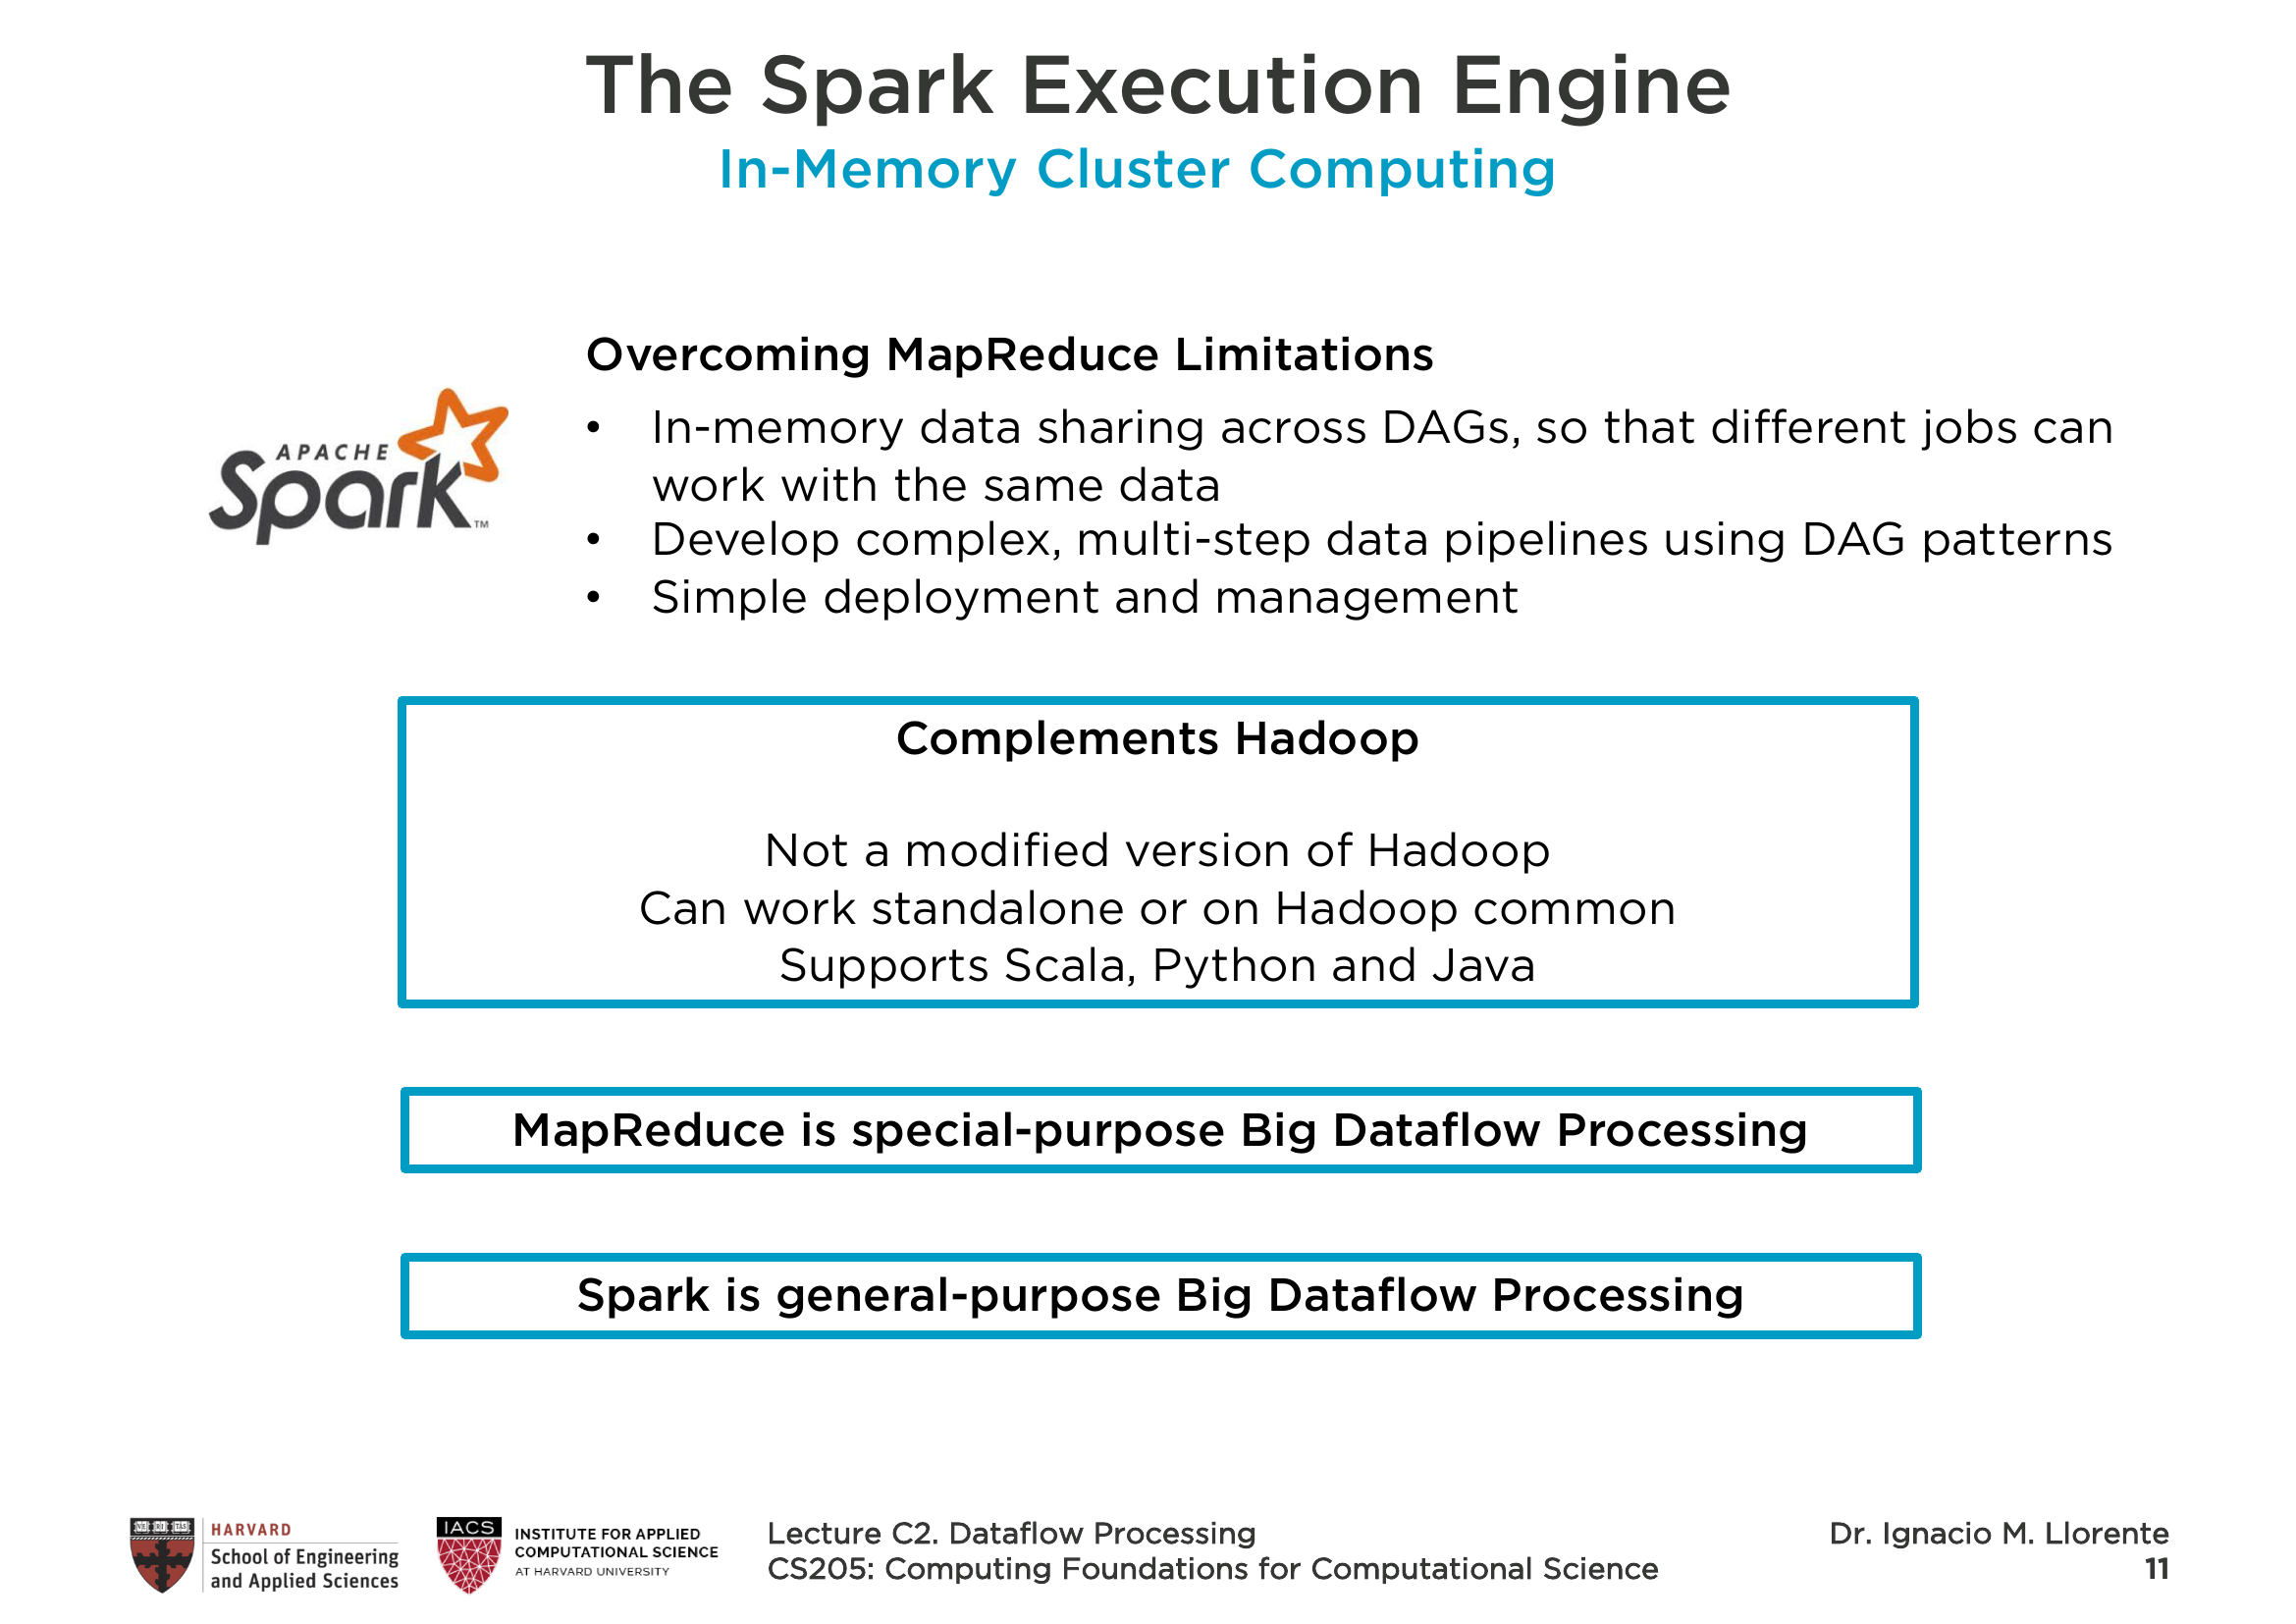 The Spark Execution Engine
In-Memory Cluster Computing
APACHE
Spark™
Overcoming MapReduce Limitations
• In-memory data sharing across DAGs, so that different jobs can
work with the same data
• Develop complex, multi-step data pipelines using DAG patterns
• Simple deployment and management
Complements Hadoop
Not a modified version of Hadoop
Can work standalone or on Hadoop common
Supports Scala, Python and Java
MapReduce is special-purpose Big Dataflow Processing
Spark is general-purpose Big Dataflow Processing
VE RI TAS
HARVARD
School of Engineering
and Applied Sciences
IACS
INSTITUTE FOR APPLIED
COMPUTATIONAL SCIENCE
AT HARVARD UNIVERSITY
Lecture C2. Dataflow Processing
CS205: Computing Foundations for Computational Science
Dr. Ignacio M. Llorente
11